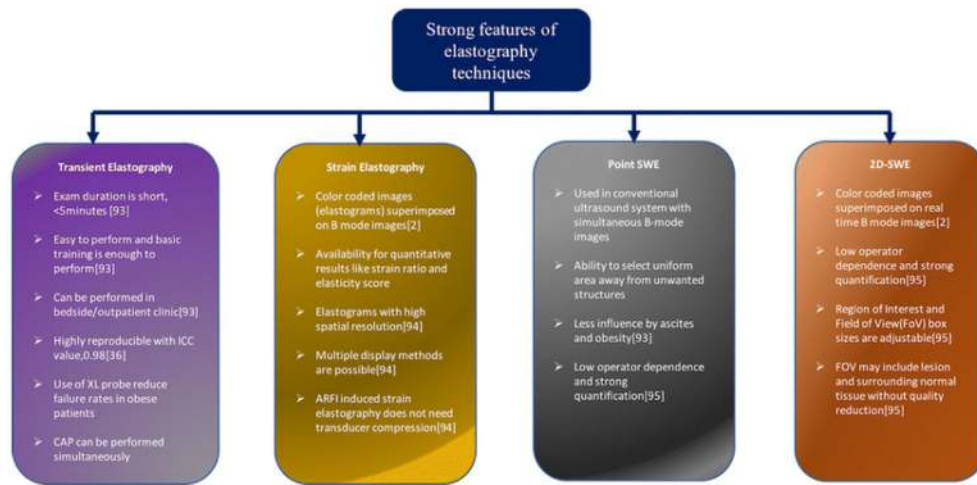 Strong features of
elastography
techniques
Transient Elastography
Exam duration is short,
<5minutes [93]
Easy to perform and basic
training is enough to
perform[93]
Can be performed in
bedside/outpatient clinic[93]
Highly reproducible with ICC
value,0.98[36]
Use of XL probe reduce
failure rates in obese
patients
CAP can be performed
simultaneously
Strain Elastography
Color coded images
(elastograms) superimposed
on B mode images[2]
Availability for quantitative
results like strain ratio and
elasticity score
Elastograms with high
spatial resolution[94]
Multiple display methods
are possible[94]
ARFI induced strain
elastography does not need
transducer compression[94]
Point SWE
Used in conventional
ultrasound system with
simultaneous B-mode
images
Ability to select uniform
area away from unwanted
structures
Less influence by ascites
and obesity[93]
Low operator dependence
and strong
quantification[95]
2D-SWE
Color coded images
superimposed on real
time B mode images[2]
Low operator
dependence and strong
quantification[95]
Region of Interest and
Field of View(FoV) box
sizes are adjustable[95]
FOV may include lesion
and surrounding normal
tissue without quality
reduction[95]